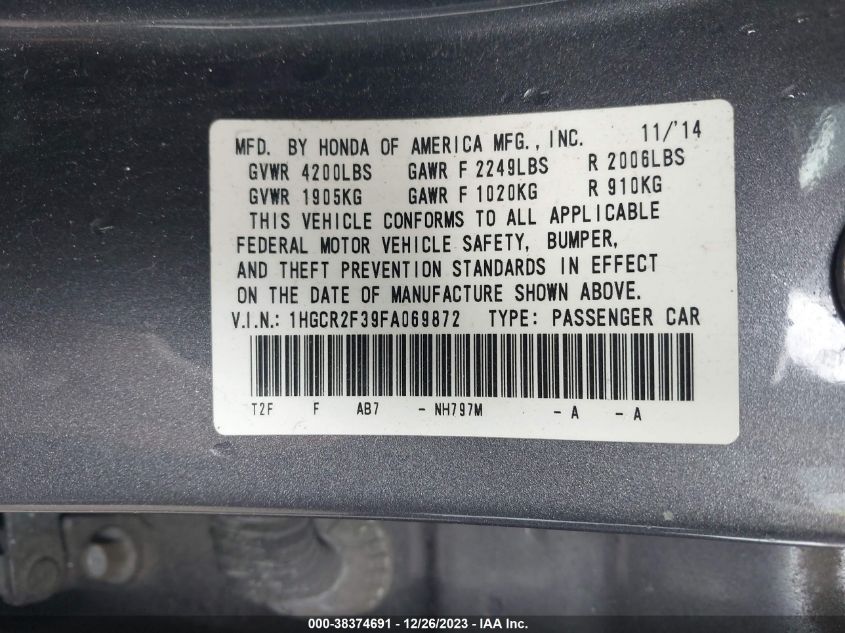 MFD. BY HONDA OF AMERICA MFG., INC. 11/'14
GVWR 4200LBS GAWR F 2249LBS R 2006LBS
GVWR 1905KG GAWR F 1020KG R 910KG
THIS VEHICLE CONFORMS TO ALL APPLICABLE
FEDERAL MOTOR VEHICLE SAFETY, BUMPER,
AND THEFT PREVENTION STANDARDS IN EFFECT
ON THE DATE OF MANUFACTURE SHOWN ABOVE.
V.I.N.: 1HGCR2F39FA069872 TYPE: PASSENGER CAR
T2F F AB7 - NH797M - A - A
000-38374691 - 12/26/2023 - IAA Inc.